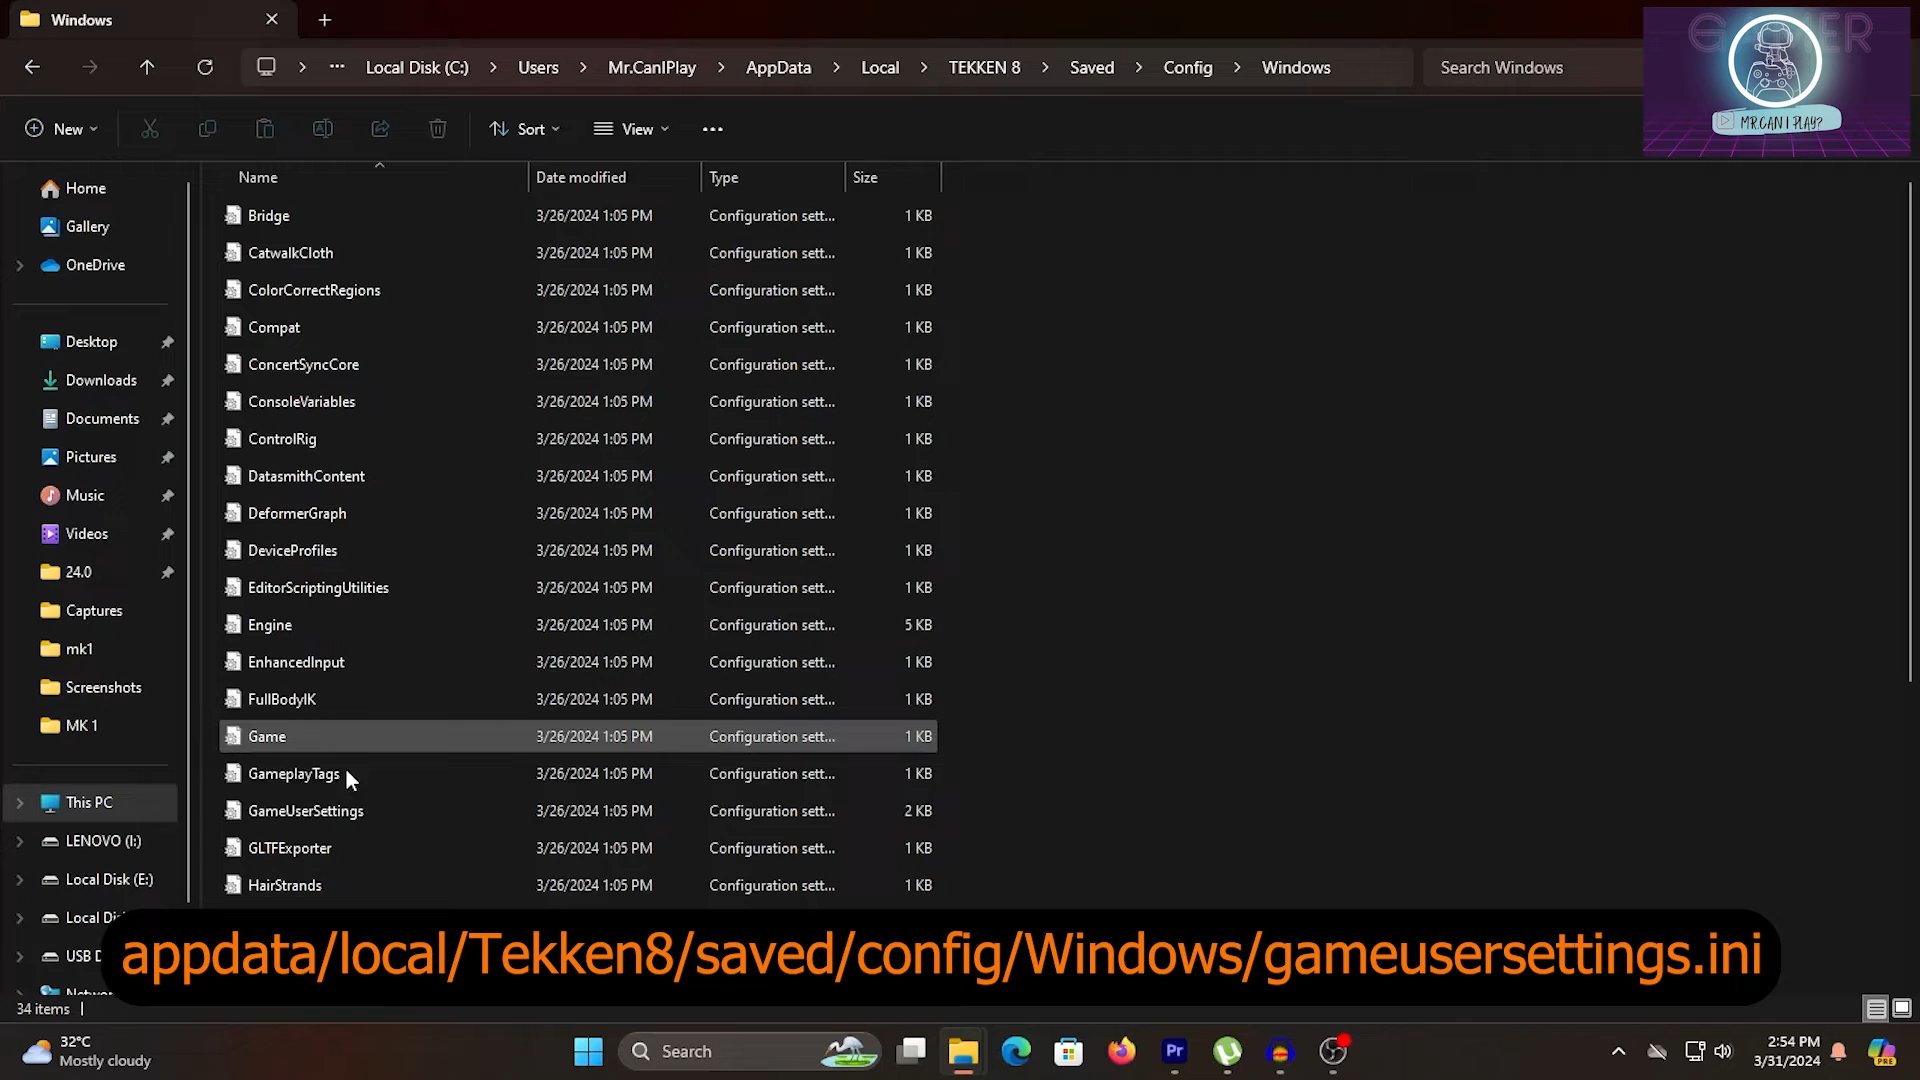 Windows
Local Disk (C:) > Users > Mr.CanIPlay > AppData > Local > TEKKEN 8 > Saved > Config > Windows
Search Windows
GAMER
MR.CAN I PLAY?
New
Sort
View
Name Date modified Type Size
Home
Gallery
OneDrive
Desktop
Downloads
Documents
Pictures
Music
Videos
24.0
Captures
mk1
Screenshots
MK 1
This PC
LENOVO (I:)
Local Disk (E:)
Local Di
USB D
Networ
Bridge 3/26/2024 1:05 PM Configuration sett... 1 KB
CatwalkCloth 3/26/2024 1:05 PM Configuration sett... 1 KB
ColorCorrectRegions 3/26/2024 1:05 PM Configuration sett... 1 KB
Compat 3/26/2024 1:05 PM Configuration sett... 1 KB
ConcertSyncCore 3/26/2024 1:05 PM Configuration sett... 1 KB
ConsoleVariables 3/26/2024 1:05 PM Configuration sett... 1 KB
ControlRig 3/26/2024 1:05 PM Configuration sett... 1 KB
DatasmithContent 3/26/2024 1:05 PM Configuration sett... 1 KB
DeformerGraph 3/26/2024 1:05 PM Configuration sett... 1 KB
DeviceProfiles 3/26/2024 1:05 PM Configuration sett... 1 KB
EditorScriptingUtilities 3/26/2024 1:05 PM Configuration sett... 1 KB
Engine 3/26/2024 1:05 PM Configuration sett... 5 KB
EnhancedInput 3/26/2024 1:05 PM Configuration sett... 1 KB
FullBodyIK 3/26/2024 1:05 PM Configuration sett... 1 KB
Game 3/26/2024 1:05 PM Configuration sett... 1 KB
GameplayTags 3/26/2024 1:05 PM Configuration sett... 1 KB
GameUserSettings 3/26/2024 1:05 PM Configuration sett... 2 KB
GLTFExporter 3/26/2024 1:05 PM Configuration sett... 1 KB
HairStrands 3/26/2024 1:05 PM Configuration sett... 1 KB
appdata/local/Tekken8/saved/config/Windows/gameusersettings.ini
34 items
32°C
Mostly cloudy
Search
Pr
2:54 PM
3/31/2024
PRE